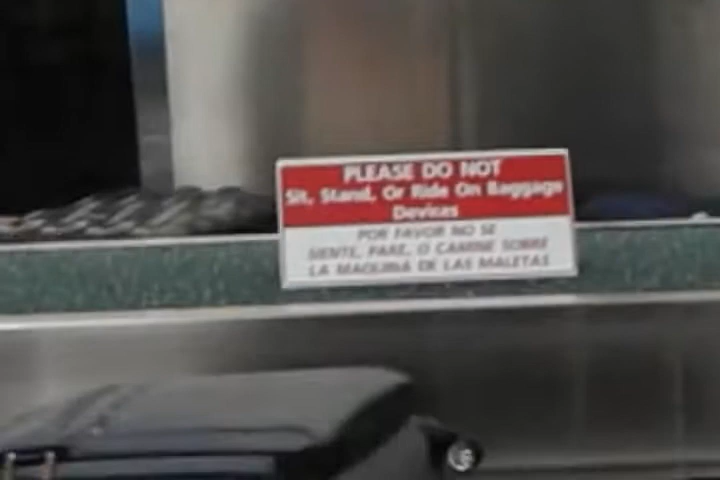 PLEASE DO NOT
Sit, Stand, Or Ride On Baggage
Devices
POR FAVOR NO SE
SIENTE, PARE, O CAMINE SOBRE
LA MAQUINA DE LAS MALETAS